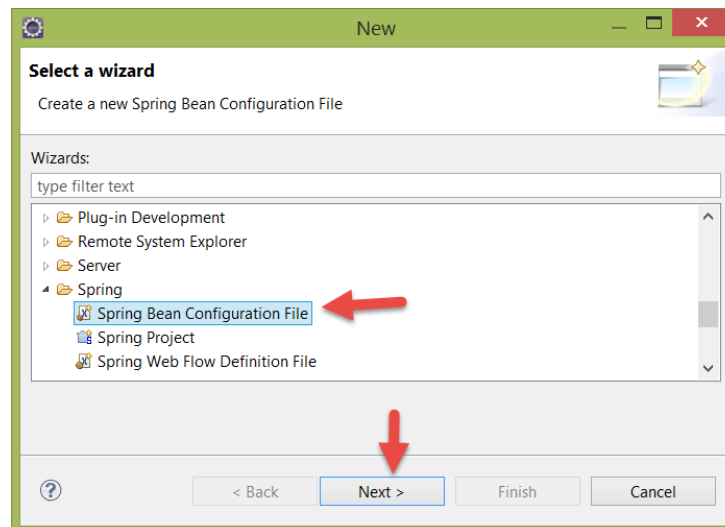 New
Select a wizard
Create a new Spring Bean Configuration File
Wizards:
type filter text
Plug-in Development
Remote System Explorer
Server
Spring
Spring Bean Configuration File
Spring Project
Spring Web Flow Definition File
< Back Next > Finish Cancel